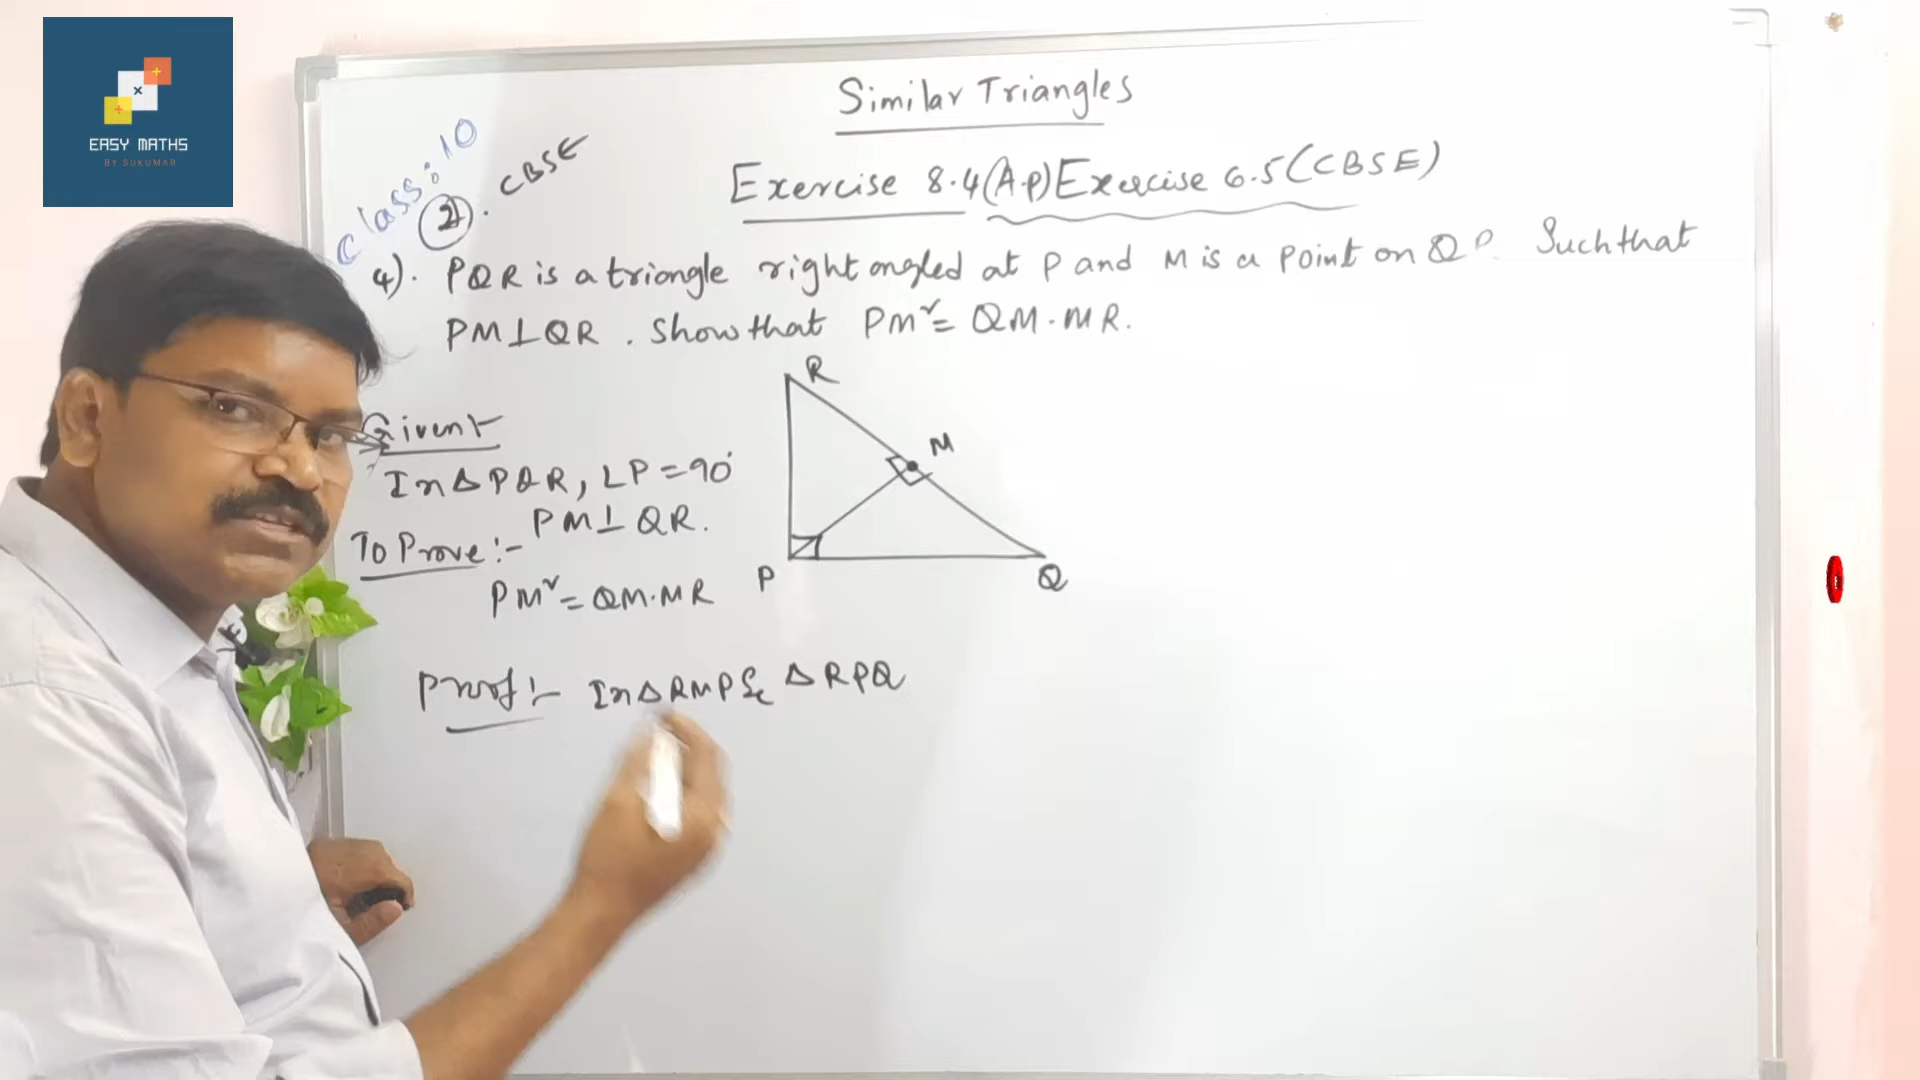 EASY MATHS
BY SUKUMAR
Similar Triangles
Class: 10
CBSE
Exercise 8.4(A.P) Exercise 6.5(CBSE)
4). PQR is a triangle right angled at P and M is a point on Q Such that
PM⊥QR. Show that PM²= QM.MR.
R
Given:-
M
In△PQR, ∟P=90°
PM⊥ QR.
To Prove:-
P
Q
PM²= QM.MR
Proof:- In△RMP & △RPQ